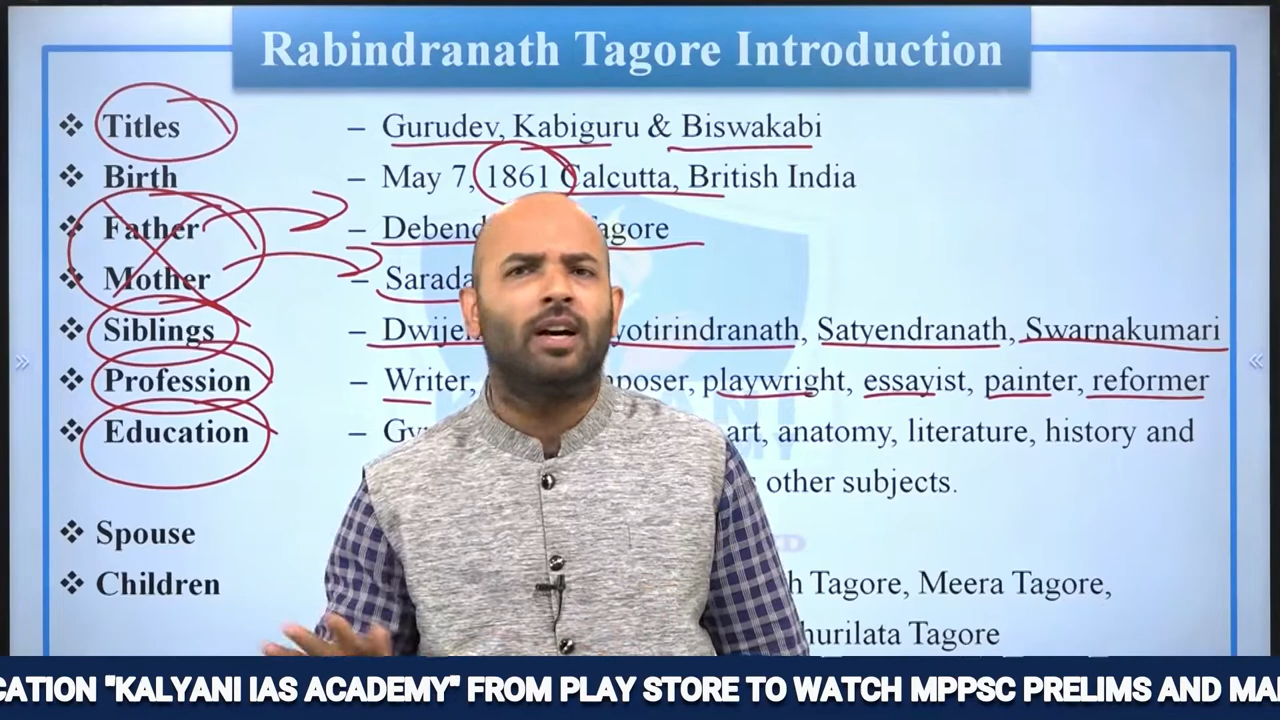 Rabindranath Tagore Introduction
❖ Titles – Gurudev, Kabiguru & Biswakabi
❖ Birth – May 7, 1861 Calcutta, British India
❖ Father – Debend agore
❖ Mother – Sarada
❖ Siblings – Dwije yotirindranath, Satyendranath, Swarnakumari
❖ Profession – Writer, poser, playwright, essayist, painter, reformer
❖ Education – Gy art, anatomy, literature, history and
other subjects.
❖ Spouse
❖ Children h Tagore, Meera Tagore,
hurilata Tagore
CATION "KALYANI IAS ACADEMY" FROM PLAY STORE TO WATCH MPPSC PRELIMS AND MA